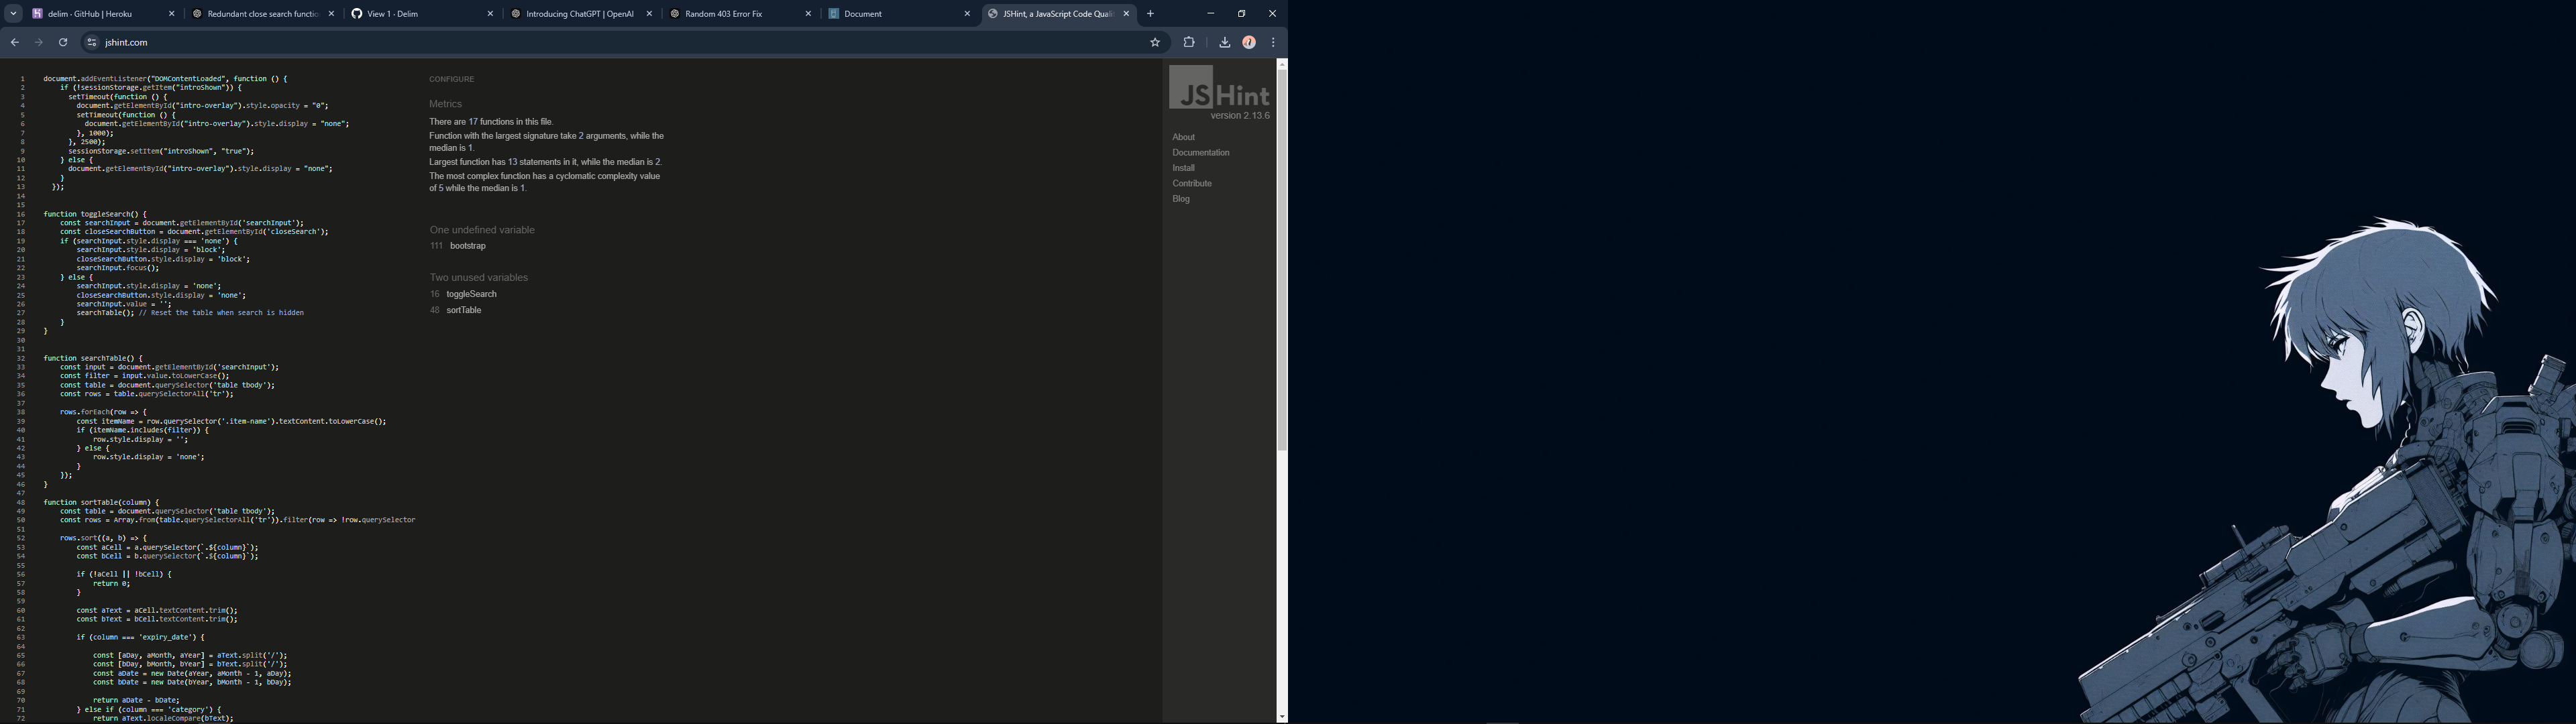 delim · GitHub | Heroku
Redundant close search functio
View 1 · Delim
Introducing ChatGPT | OpenAI
Random 403 Error Fix
Document
JSHint, a JavaScript Code Quali
jshint.com
1 document.addEventListener("DOMContentLoaded", function () {
2 if (!sessionStorage.getItem("introShown")) {
3 setTimeout(function () {
4 document.getElementById("intro-overlay").style.opacity = "0";
5 setTimeout(function () {
6 document.getElementById("intro-overlay").style.display = "none";
7 }, 1000);
8 }, 2500);
9 sessionStorage.setItem("introShown", "true");
10 } else {
11 document.getElementById("intro-overlay").style.display = "none";
12 }
13 });
14
15
16 function toggleSearch() {
17 const searchInput = document.getElementById('searchInput');
18 const closeSearchButton = document.getElementById('closeSearch');
19 if (searchInput.style.display === 'none') {
20 searchInput.style.display = 'block';
21 closeSearchButton.style.display = 'block';
22 searchInput.focus();
23 } else {
24 searchInput.style.display = 'none';
25 closeSearchButton.style.display = 'none';
26 searchInput.value = '';
27 searchTable(); // Reset the table when search is hidden
28 }
29 }
30
31
32 function searchTable() {
33 const input = document.getElementById('searchInput');
34 const filter = input.value.toLowerCase();
35 const table = document.querySelector('table tbody');
36 const rows = table.querySelectorAll('tr');
37
38 rows.forEach(row => {
39 const itemName = row.querySelector('.item-name').textContent.toLowerCase();
40 if (itemName.includes(filter)) {
41 row.style.display = '';
42 } else {
43 row.style.display = 'none';
44 }
45 });
46 }
47
48 function sortTable(column) {
49 const table = document.querySelector('table tbody');
50 const rows = Array.from(table.querySelectorAll('tr')).filter(row => !row.querySelector
51
52 rows.sort((a, b) => {
53 const aCell = a.querySelector(`.${column}`);
54 const bCell = b.querySelector(`.${column}`);
55
56 if (!aCell || !bCell) {
57 return 0;
58 }
59
60 const aText = aCell.textContent.trim();
61 const bText = bCell.textContent.trim();
62
63 if (column === 'expiry_date') {
64
65 const [aDay, aMonth, aYear] = aText.split('/');
66 const [bDay, bMonth, bYear] = bText.split('/');
67 const aDate = new Date(aYear, aMonth - 1, aDay);
68 const bDate = new Date(bYear, bMonth - 1, bDay);
69
70 return aDate - bDate;
71 } else if (column === 'category') {
72 return aText.localeCompare(bText);
CONFIGURE
Metrics
There are 17 functions in this file.
Function with the largest signature take 2 arguments, while the
median is 1.
Largest function has 13 statements in it, while the median is 2.
The most complex function has a cyclomatic complexity value
of 5 while the median is 1.
One undefined variable
111 bootstrap
Two unused variables
16 toggleSearch
48 sortTable
JSHint
version 2.13.6
About
Documentation
Install
Contribute
Blog